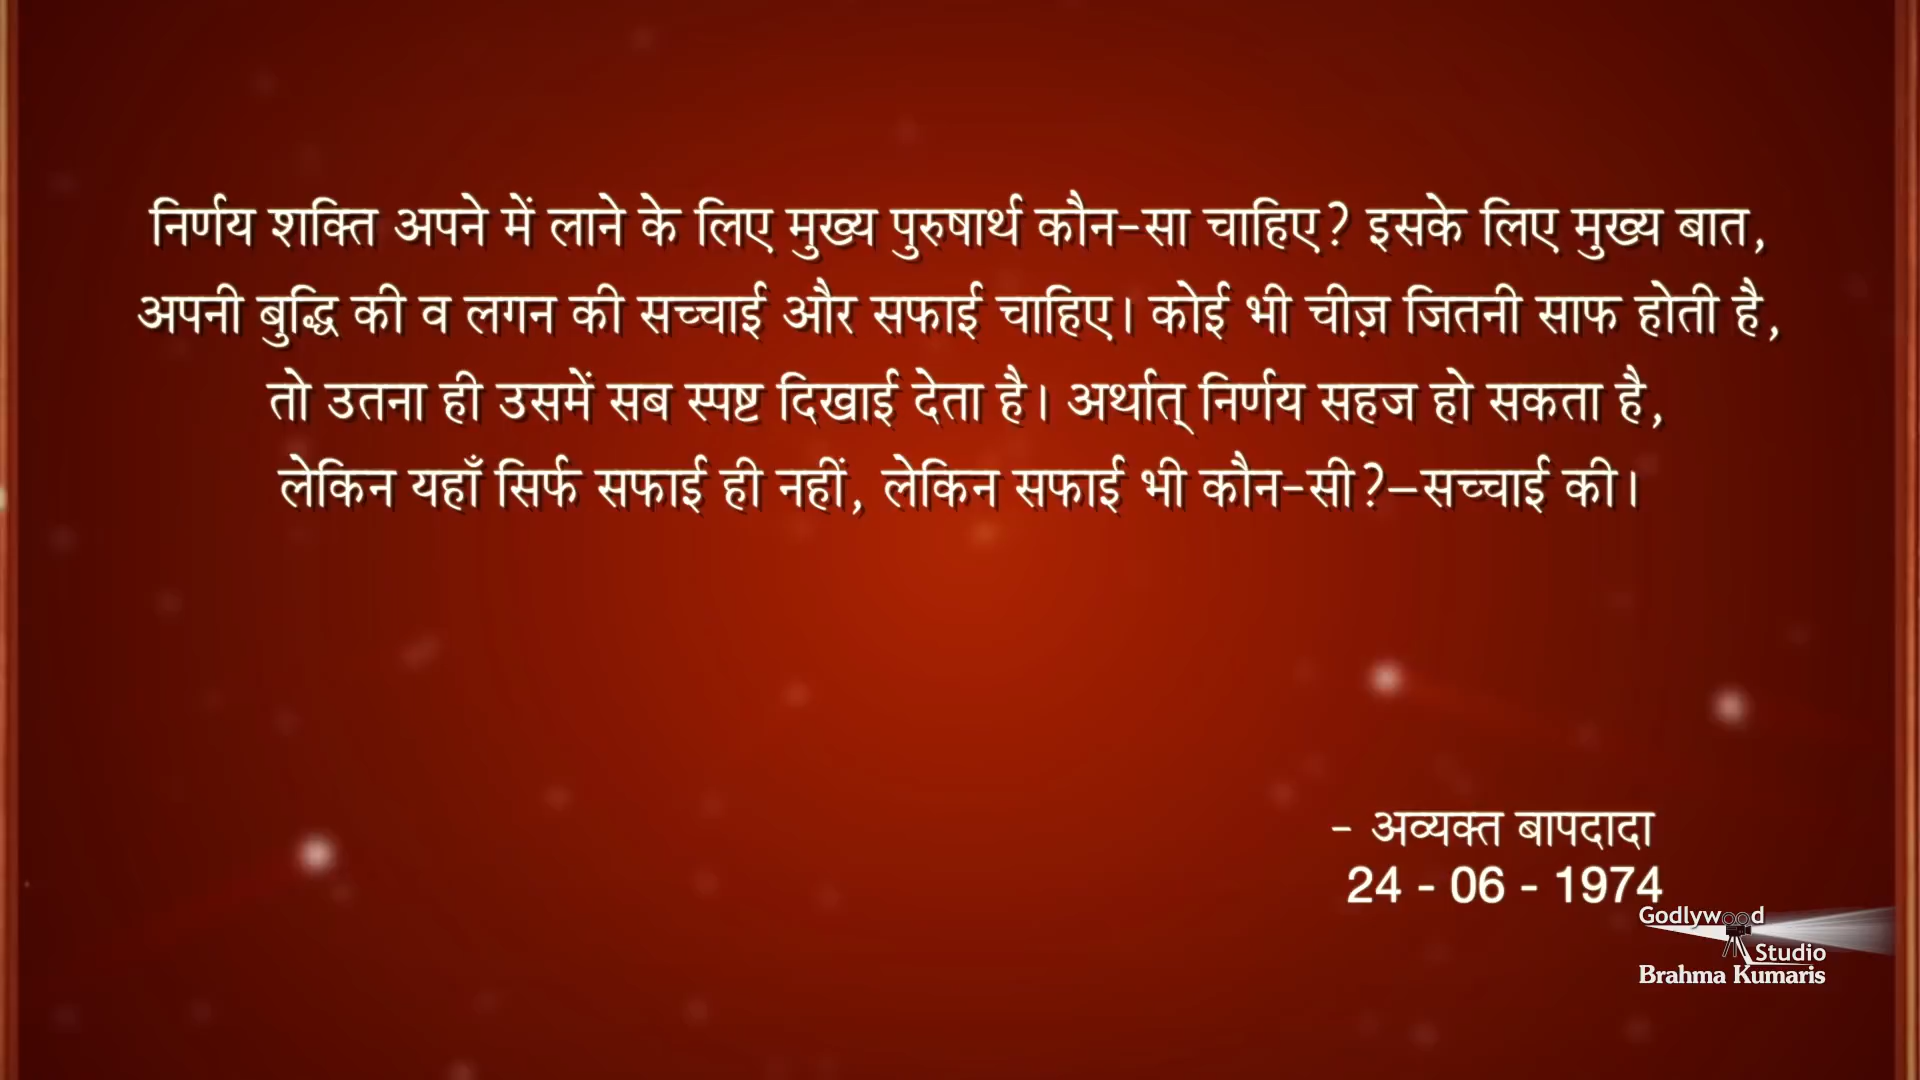 निर्णय शक्ति अपने में लाने के लिए मुख्य पुरुषार्थ कौन-सा चाहिए? इसके लिए मुख्य बात,
अपनी बुद्धि की व लगन की सच्चाई और सफाई चाहिए। कोई भी चीज़ जितनी साफ होती है,
तो उतना ही उसमें सब स्पष्ट दिखाई देता है। अर्थात् निर्णय सहज हो सकता है,
लेकिन यहाँ सिर्फ सफाई ही नहीं, लेकिन सफाई भी कौन-सी?–सच्चाई की।
- अव्यक्त बापदादा
24 - 06 - 1974
Godlywood
Studio
Brahma Kumaris